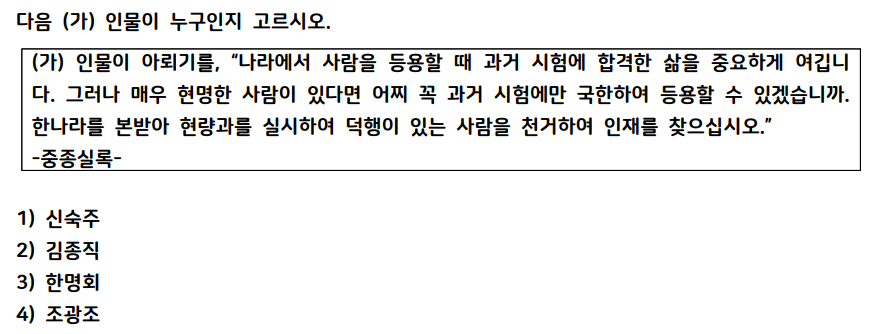 다음 (가) 인물이 누구인지 고르시오.
(가) 인물이 아뢰기를, “나라에서 사람을 등용할 때 과거 시험에 합격한 삶을 중요하게 여깁니
다. 그러나 매우 현명한 사람이 있다면 어찌 꼭 과거 시험에만 국한하여 등용할 수 있겠습니까.
한나라를 본받아 현량과를 실시하여 덕행이 있는 사람을 천거하여 인재를 찾으십시오.”
-중종실록-
1) 신숙주
2) 김종직
3) 한명회
4) 조광조